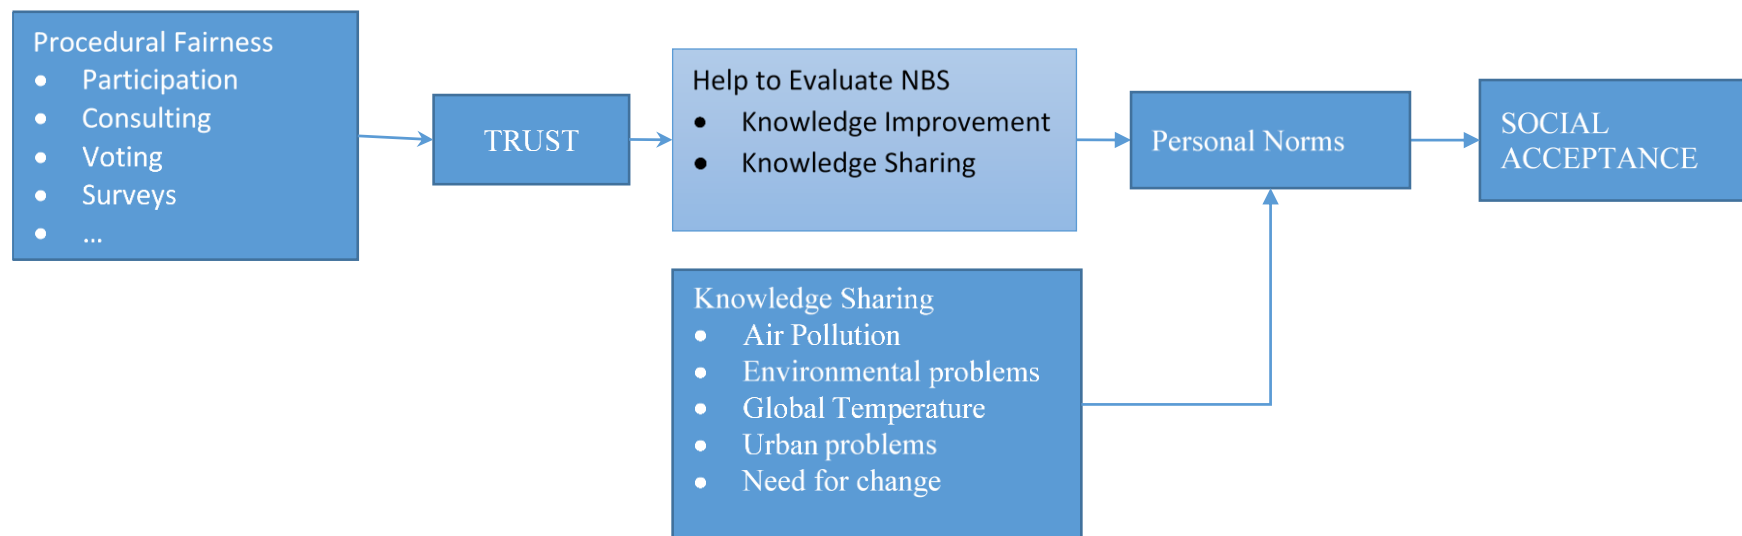 Procedural Fairness
● Participation
● Consulting
● Voting
● Surveys
● ...
TRUST
Help to Evaluate NBS
● Knowledge Improvement
● Knowledge Sharing
Personal Norms
SOCIAL
ACCEPTANCE
Knowledge Sharing
● Air Pollution
● Environmental problems
● Global Temperature
● Urban problems
● Need for change